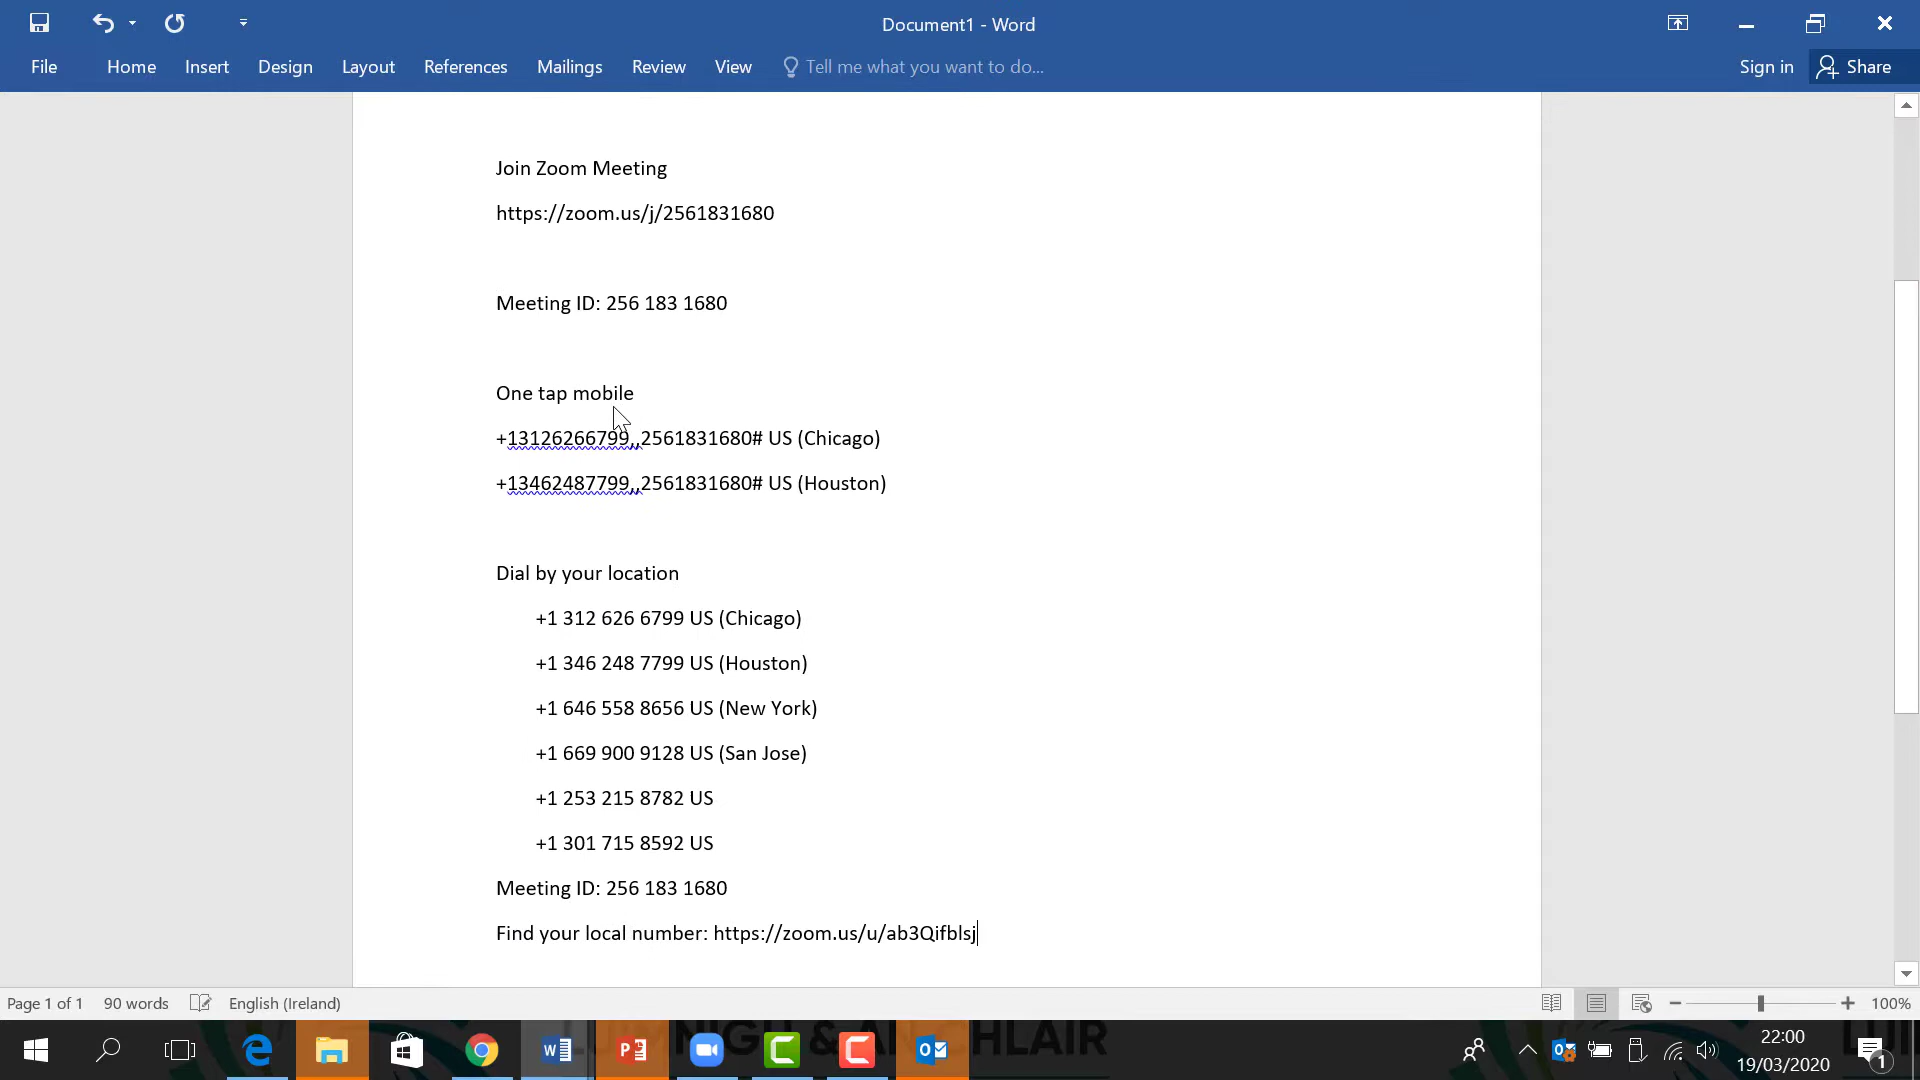 Document1 - Word
File Home Insert Design Layout References Mailings Review View Tell me what you want to do... Sign in Share
Join Zoom Meeting
https://zoom.us/j/2561831680
Meeting ID: 256 183 1680
One tap mobile
+13126266799,,2561831680# US (Chicago)
+13462487799,,2561831680# US (Houston)
Dial by your location
+1 312 626 6799 US (Chicago)
+1 346 248 7799 US (Houston)
+1 646 558 8656 US (New York)
+1 669 900 9128 US (San Jose)
+1 253 215 8782 US
+1 301 715 8592 US
Meeting ID: 256 183 1680
Find your local number: https://zoom.us/u/ab3Qifblsj
Page 1 of 1 90 words English (Ireland) 100%
22:00
19/03/2020
1